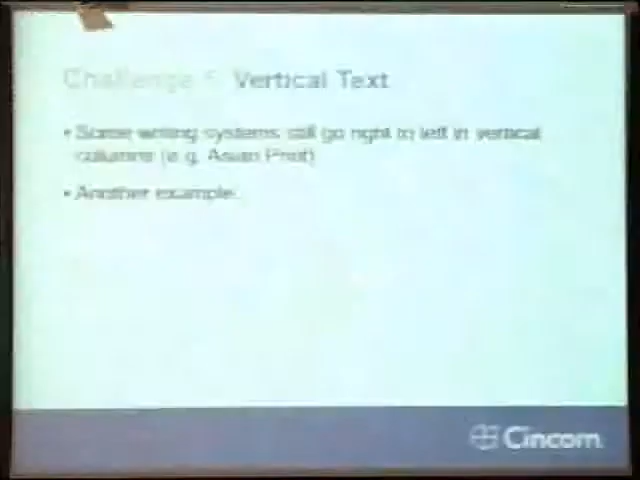 Challenge 5 Vertical Text
• Some writing systems still go right to left in vertical
columns (e.g. Asian Print)
• Another example.
Cincom